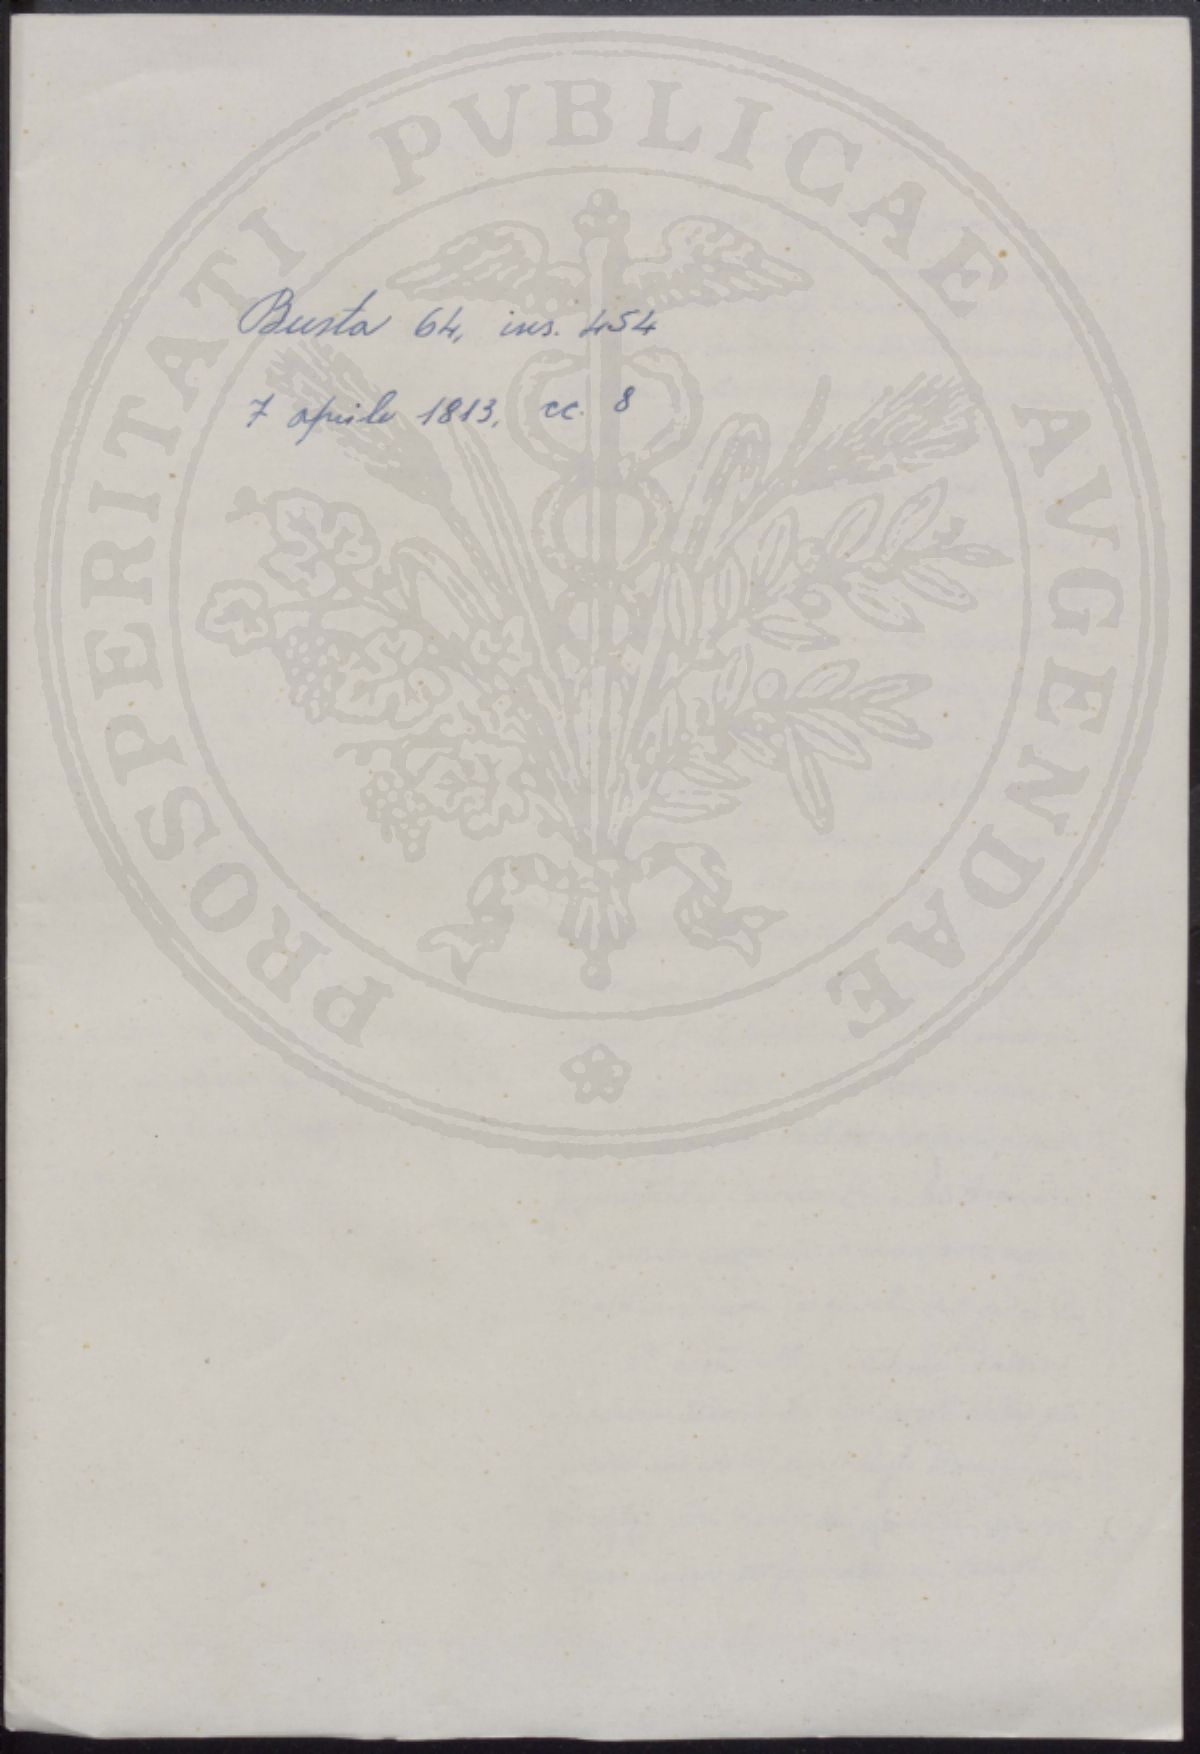 PROSPERITATI PVBLICAE AVGENDAE
Busta 64, ins. 454
7 aprile 1813, cc. 8